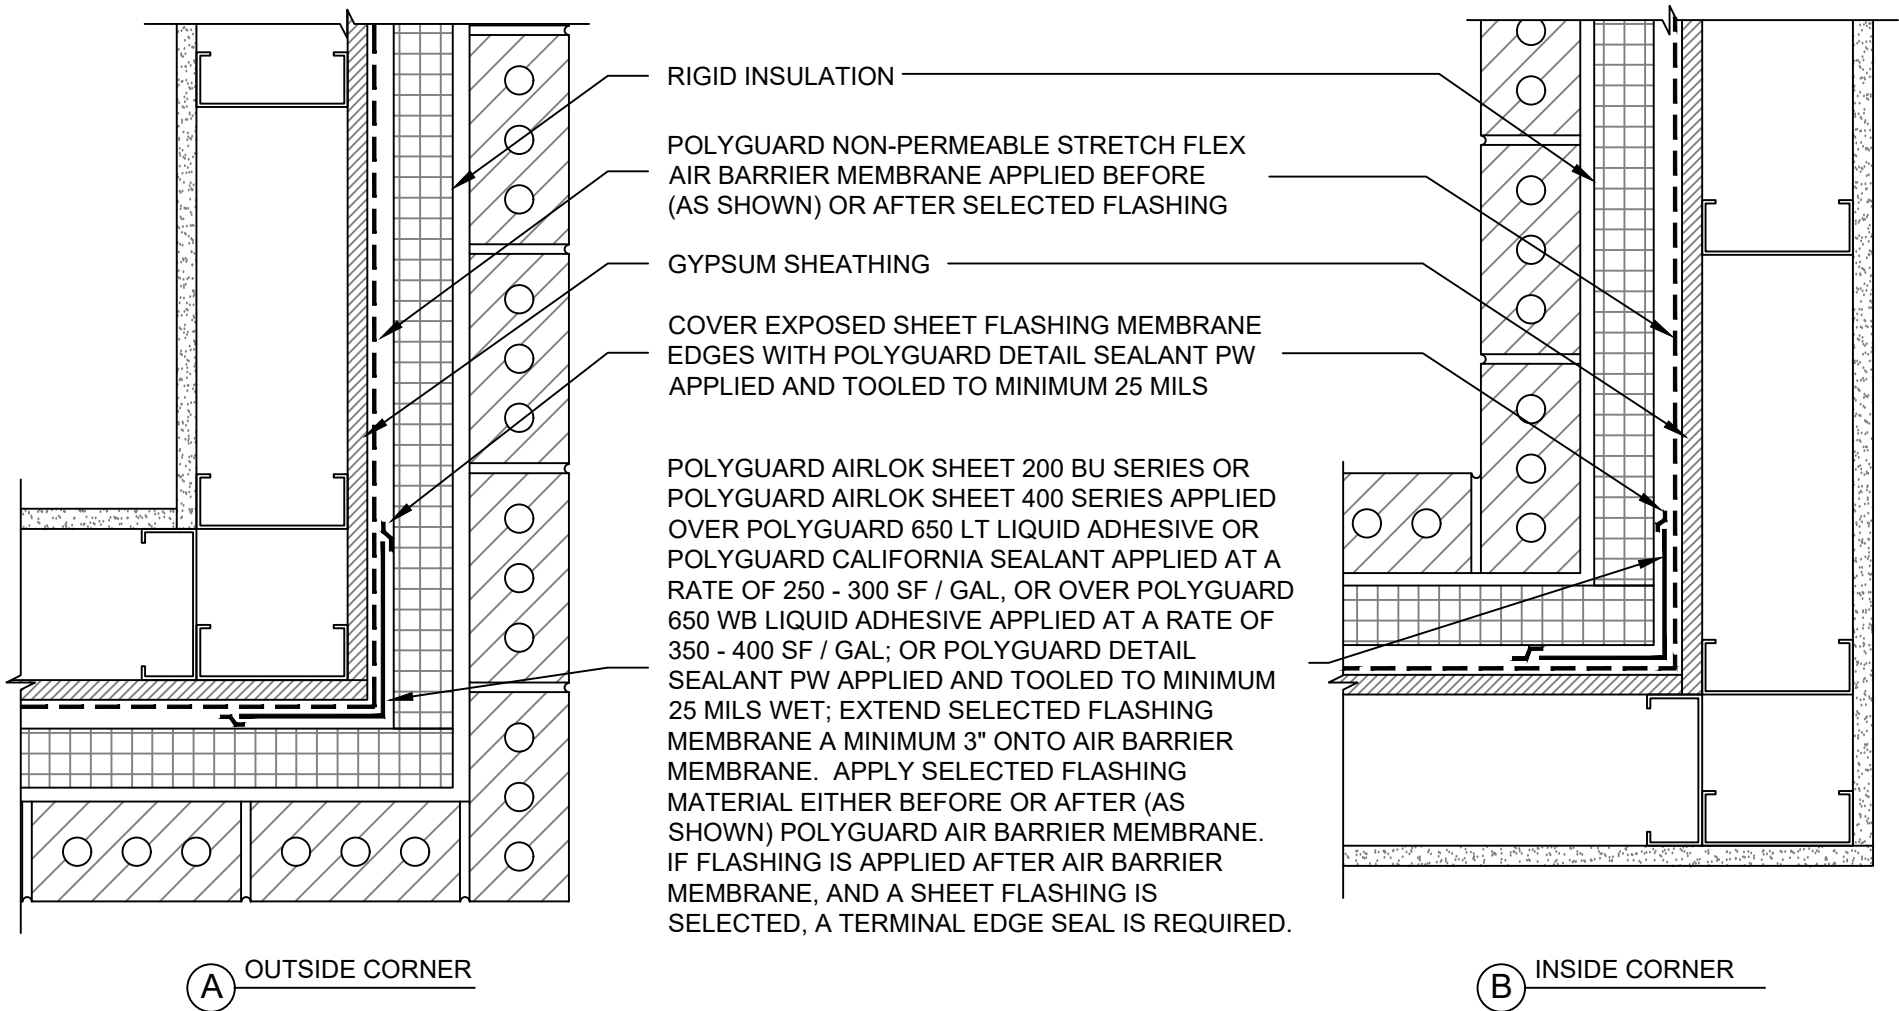 RIGID INSULATION
POLYGUARD NON-PERMEABLE STRETCH FLEX
AIR BARRIER MEMBRANE APPLIED BEFORE
(AS SHOWN) OR AFTER SELECTED FLASHING
GYPSUM SHEATHING
COVER EXPOSED SHEET FLASHING MEMBRANE
EDGES WITH POLYGUARD DETAIL SEALANT PW
APPLIED AND TOOLED TO MINIMUM 25 MILS
POLYGUARD AIRLOK SHEET 200 BU SERIES OR
POLYGUARD AIRLOK SHEET 400 SERIES APPLIED
OVER POLYGUARD 650 LT LIQUID ADHESIVE OR
POLYGUARD CALIFORNIA SEALANT APPLIED AT A
RATE OF 250 - 300 SF / GAL, OR OVER POLYGUARD
650 WB LIQUID ADHESIVE APPLIED AT A RATE OF
350 - 400 SF / GAL; OR POLYGUARD DETAIL
SEALANT PW APPLIED AND TOOLED TO MINIMUM
25 MILS WET; EXTEND SELECTED FLASHING
MEMBRANE A MINIMUM 3" ONTO AIR BARRIER
MEMBRANE.  APPLY SELECTED FLASHING
MATERIAL EITHER BEFORE OR AFTER (AS
SHOWN) POLYGUARD AIR BARRIER MEMBRANE.
IF FLASHING IS APPLIED AFTER AIR BARRIER
MEMBRANE, AND A SHEET FLASHING IS
SELECTED, A TERMINAL EDGE SEAL IS REQUIRED.
A OUTSIDE CORNER
B INSIDE CORNER